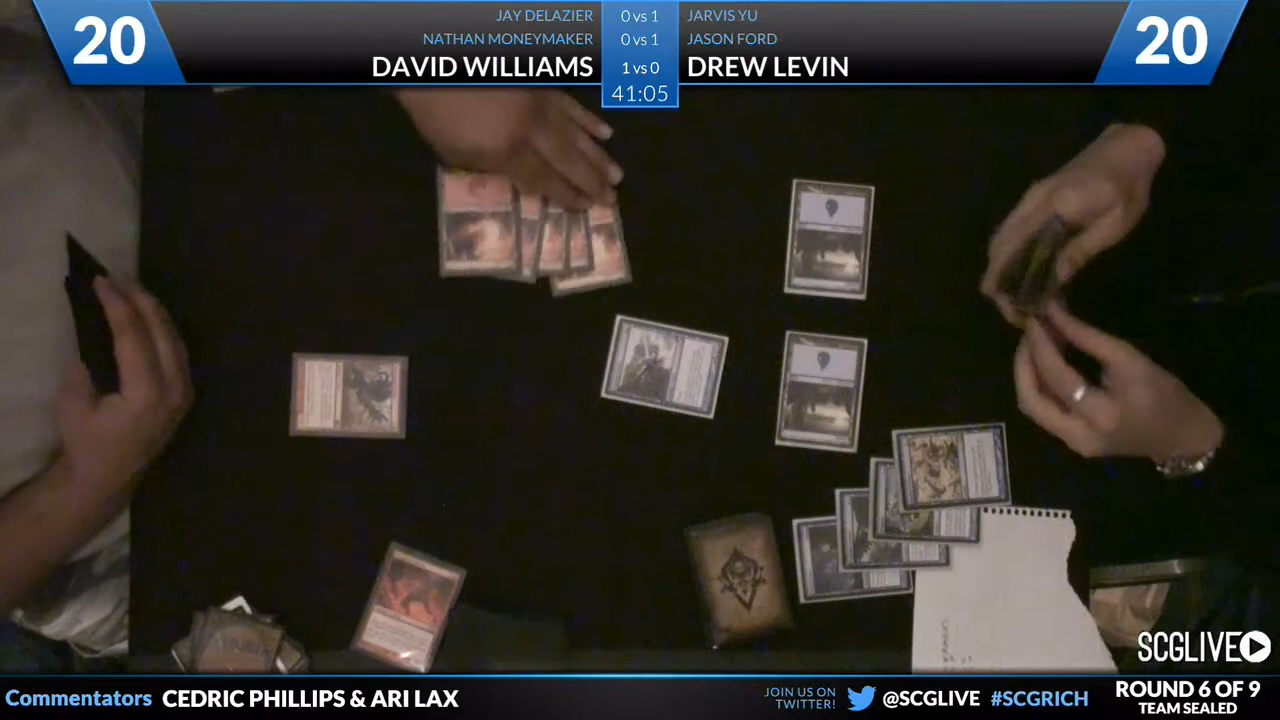 20
JAY DELAZIER 0 vs 1 JARVIS YU
NATHAN MONEYMAKER 0 vs 1 JASON FORD
DAVID WILLIAMS 1 vs 0 DREW LEVIN
41:05
20
SCGLIVE
Commentators CEDRIC PHILLIPS & ARI LAX
JOIN US ON
TWITTER!
@SCGLIVE #SCGRICH
ROUND 6 OF 9
TEAM SEALED